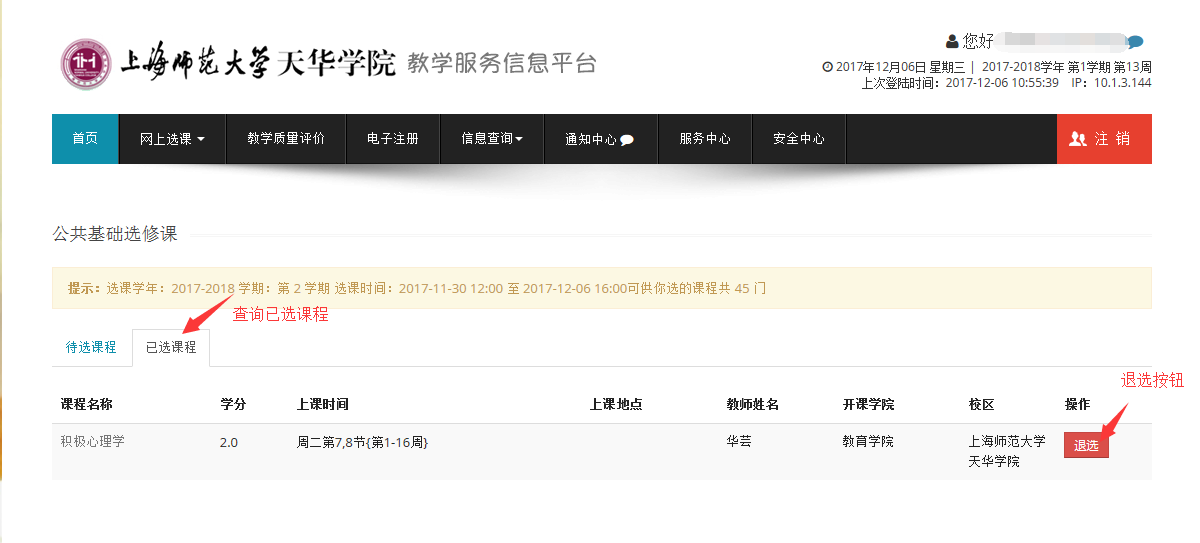 您好
上海师范大学天华学院 教学服务信息平台
2017年12月06日 星期三 | 2017-2018学年 第1学期 第13周
上次登陆时间：2017-12-06 10:55:39 IP：10.1.3.144
首页 网上选课 教学质量评价 电子注册 信息查询 通知中心 服务中心 安全中心 注 销
公共基础选修课
提示：选课学年：2017-2018 学期：第 2 学期 选课时间：2017-11-30 12:00 至 2017-12-06 16:00可供你选的课程共 45 门
查询已选课程
待选课程 已选课程
退选按钮
课程名称 学分 上课时间 上课地点 教师姓名 开课学院 校区 操作
积极心理学 2.0 周二第7,8节{第1-16周} 华芸 教育学院 上海师范大学 退选
天华学院